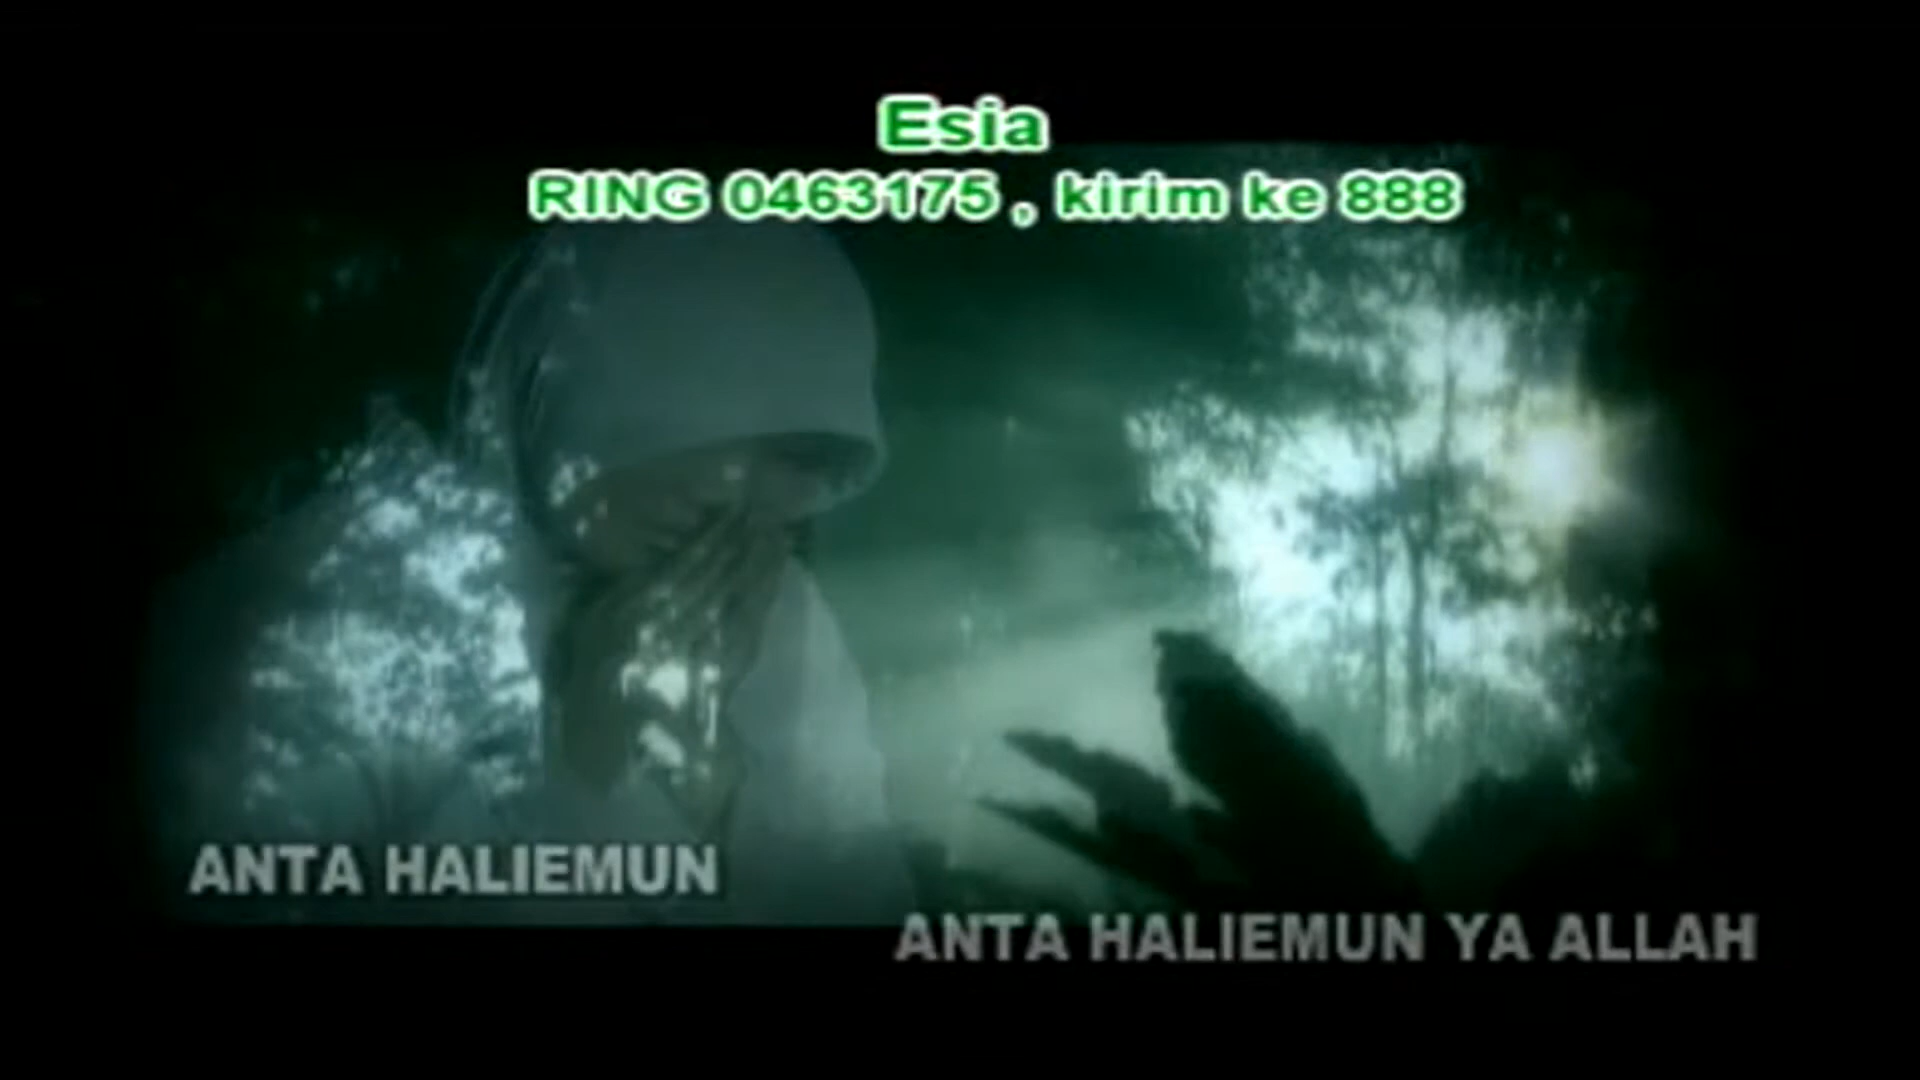 Esia
RING 0463175 , kirim ke 888
ANTA HALIEMUN
ANTA HALIEMUN YA ALLAH